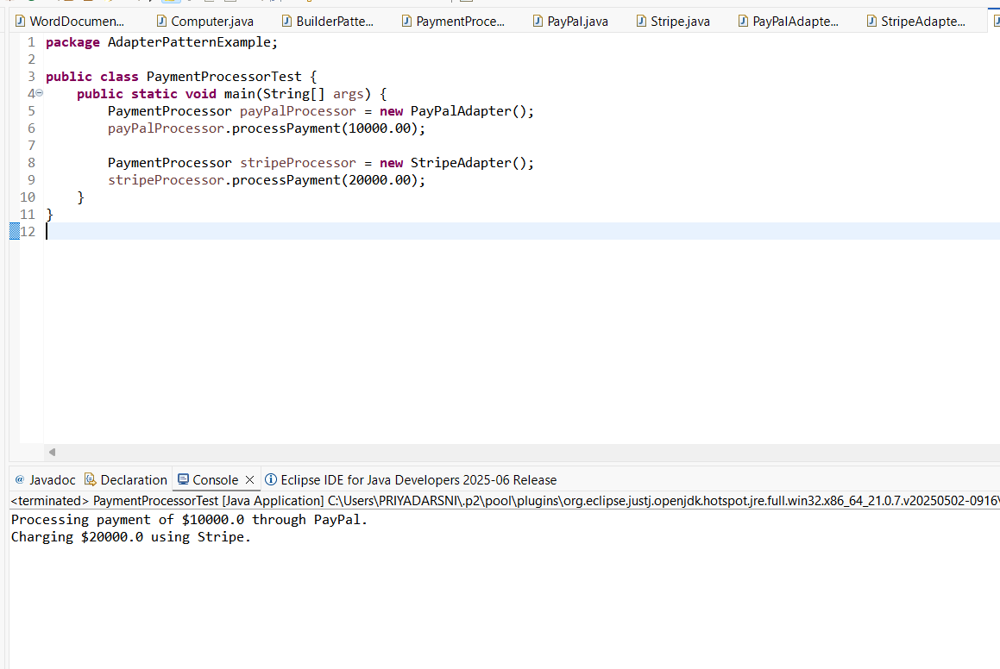 WordDocumen... Computer.java BuilderPatte... PaymentProce... PayPal.java Stripe.java PayPalAdapte... StripeAdapte...
1 package AdapterPatternExample;
2
3 public class PaymentProcessorTest {
4 public static void main(String[] args) {
5 PaymentProcessor payPalProcessor = new PayPalAdapter();
6 payPalProcessor.processPayment(10000.00);
7
8 PaymentProcessor stripeProcessor = new StripeAdapter();
9 stripeProcessor.processPayment(20000.00);
10 }
11 }
12
@ Javadoc Declaration Console Eclipse IDE for Java Developers 2025-06 Release
<terminated> PaymentProcessorTest [Java Application] C:\Users\PRIYADARSNI\.p2\pool\plugins\org.eclipse.justj.openjdk.hotspot.jre.full.win32.x86_64_21.0.7.v20250502-0916\
Processing payment of $10000.0 through PayPal.
Charging $20000.0 using Stripe.